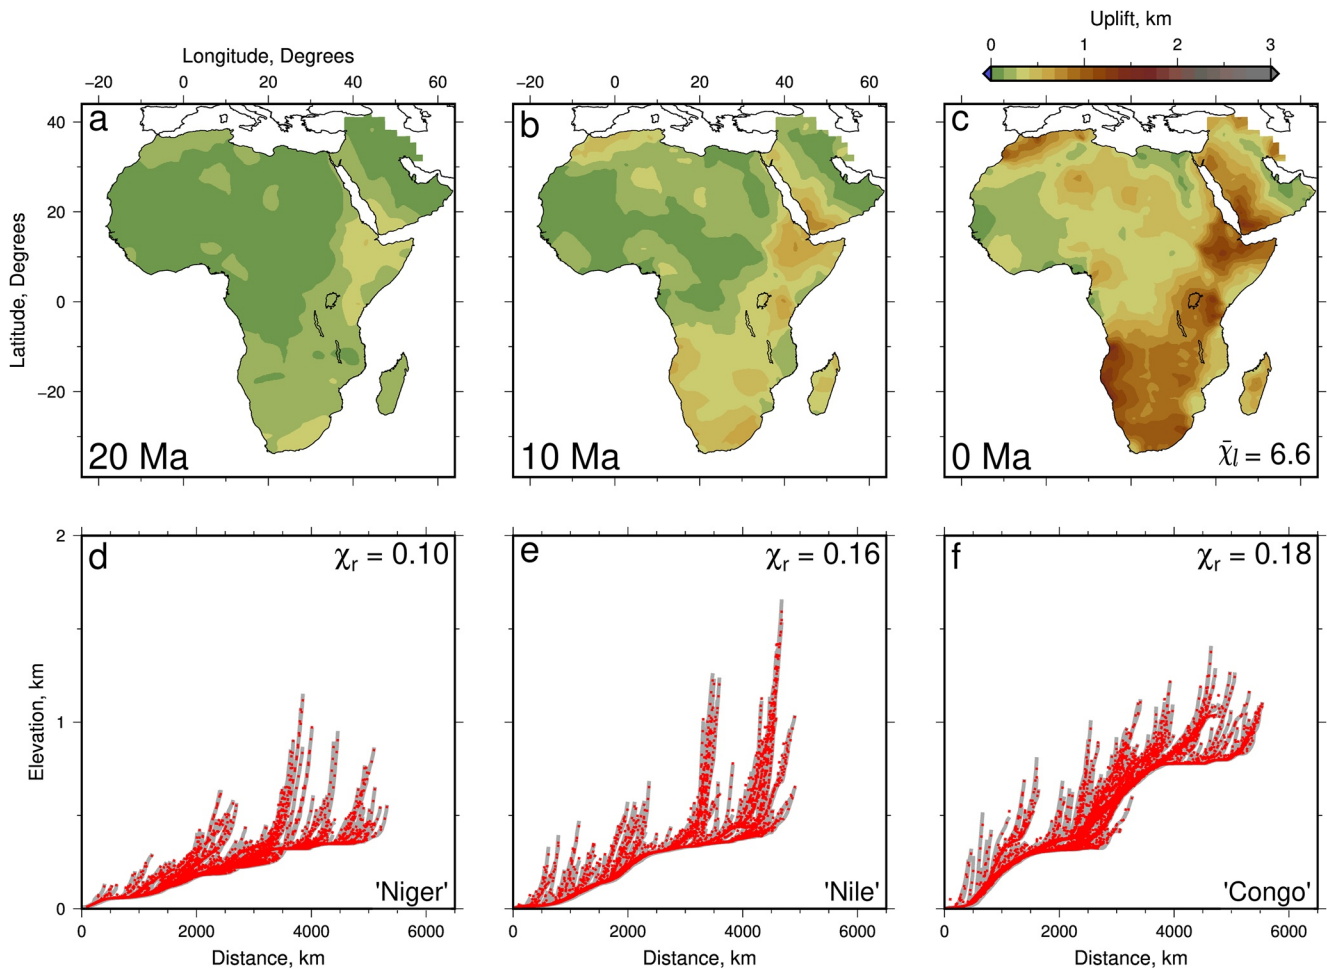 Uplift, km
0 1 2 3
Longitude, Degrees
−20 0 20 40 60
−20 0 20 40 60
Latitude, Degrees
40
20
0
−20
a
20 Ma
b
10 Ma
c
0 Ma
χ̄l = 6.6
Elevation, km
2
1
0
d
χr = 0.10
'Niger'
e
χr = 0.16
'Nile'
f
χr = 0.18
'Congo'
0 2000 4000 6000
0 2000 4000 6000
0 2000 4000 6000
Distance, km
Distance, km
Distance, km